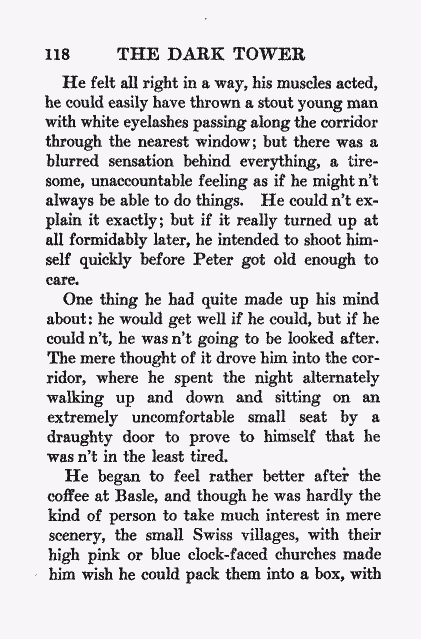 118 THE DARK TOWER
He felt all right in a way, his muscles acted,
he could easily have thrown a stout young man
with white eyelashes passing along the corridor
through the nearest window; but there was a
blurred sensation behind everything, a tire-
some, unaccountable feeling as if he might n't
always be able to do things. He could n't ex-
plain it exactly; but if it really turned up at
all formidably later, he intended to shoot him-
self quickly before Peter got old enough to
care.
One thing he had quite made up his mind
about: he would get well if he could, but if he
could n't, he was n't going to be looked after.
The mere thought of it drove him into the cor-
ridor, where he spent the night alternately
walking up and down and sitting on an
extremely uncomfortable small seat by a
draughty door to prove to himself that he
was n't in the least tired.
He began to feel rather better after the
coffee at Basle, and though he was hardly the
kind of person to take much interest in mere
scenery, the small Swiss villages, with their
high pink or blue clock-faced churches made
him wish he could pack them into a box, with